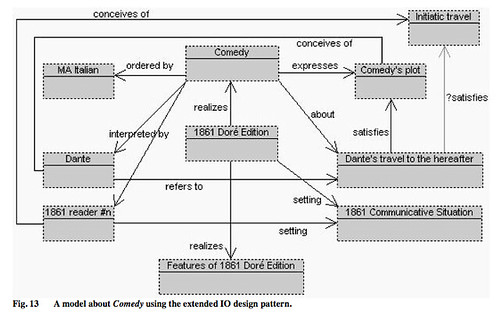 conceives of
Initiatic travel
Comedy
conceives of
MA Italian
ordered by
expresses
Comedy's plot
?satisfies
realizes
about
satisfies
interpreted by
1861 Doré Edition
Dante
Dante's travel to the hereafter
refers to
setting
1861 reader #n
1861 Communicative Situation
setting
realizes
Features of 1861 Doré Edition
Fig. 13 A model about Comedy using the extended IO design pattern.